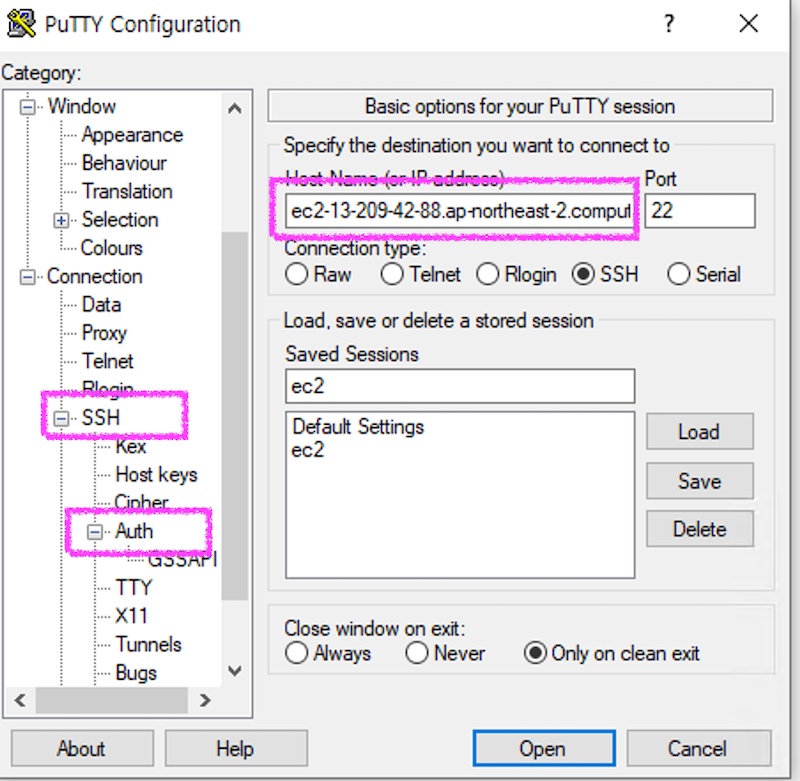 PuTTY Configuration
?
Category:
Window
Appearance
Behaviour
Translation
Selection
Colours
Connection
Data
Proxy
Telnet
Rlogin
SSH
Kex
Host keys
Cipher
Auth
GSSAPI
TTY
X11
Tunnels
Bugs
Basic options for your PuTTY session
Specify the destination you want to connect to
Host Name (or IP address) Port
ec2-13-209-42-88.ap-northeast-2.comput 22
Connection type:
Raw Telnet Rlogin SSH Serial
Load, save or delete a stored session
Saved Sessions
ec2
Default Settings
ec2
Load
Save
Delete
Close window on exit:
Always Never Only on clean exit
About Help Open Cancel